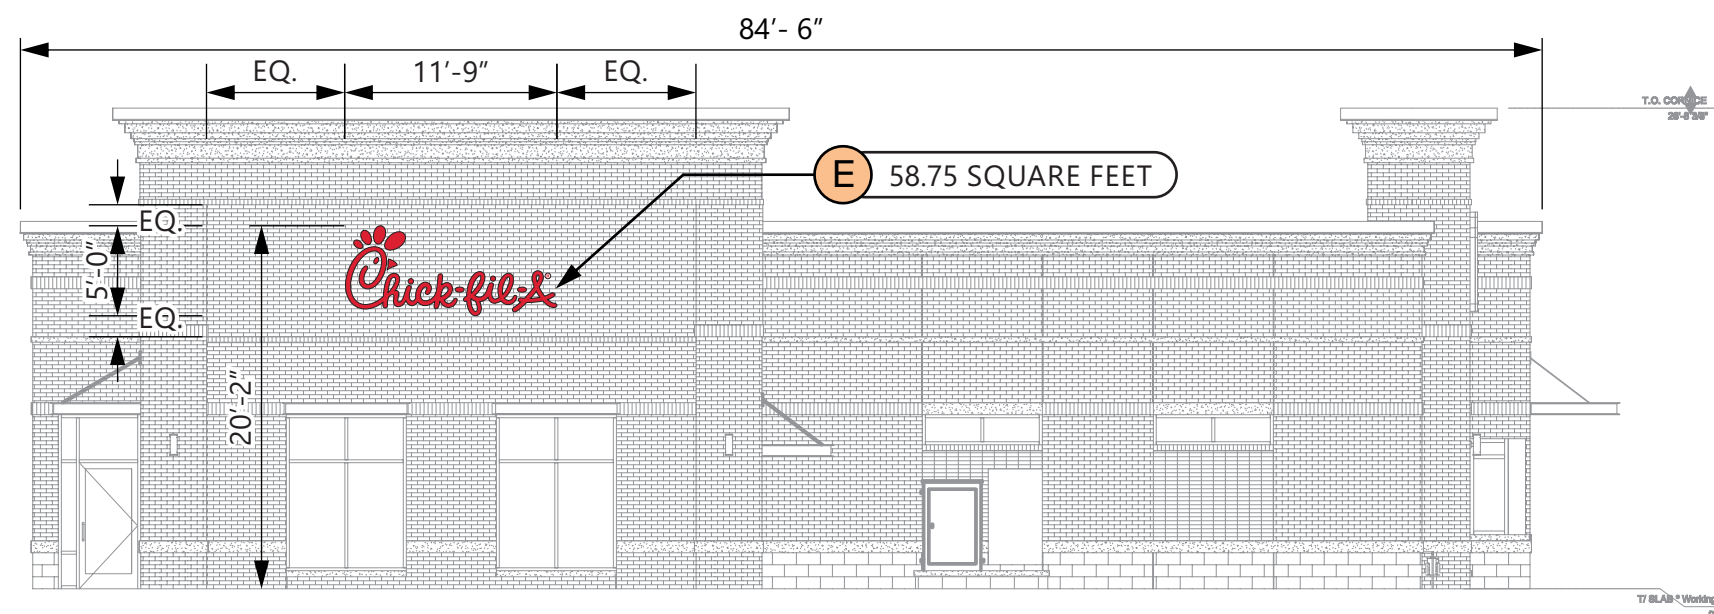 84'- 6"
EQ.
11'-9"
EQ.
T.O. CORNICE
E
58.75 SQUARE FEET
EQ.
5'-0"
EQ.
20'-2"
Chick-fil-A®
T/ SLAB " Working